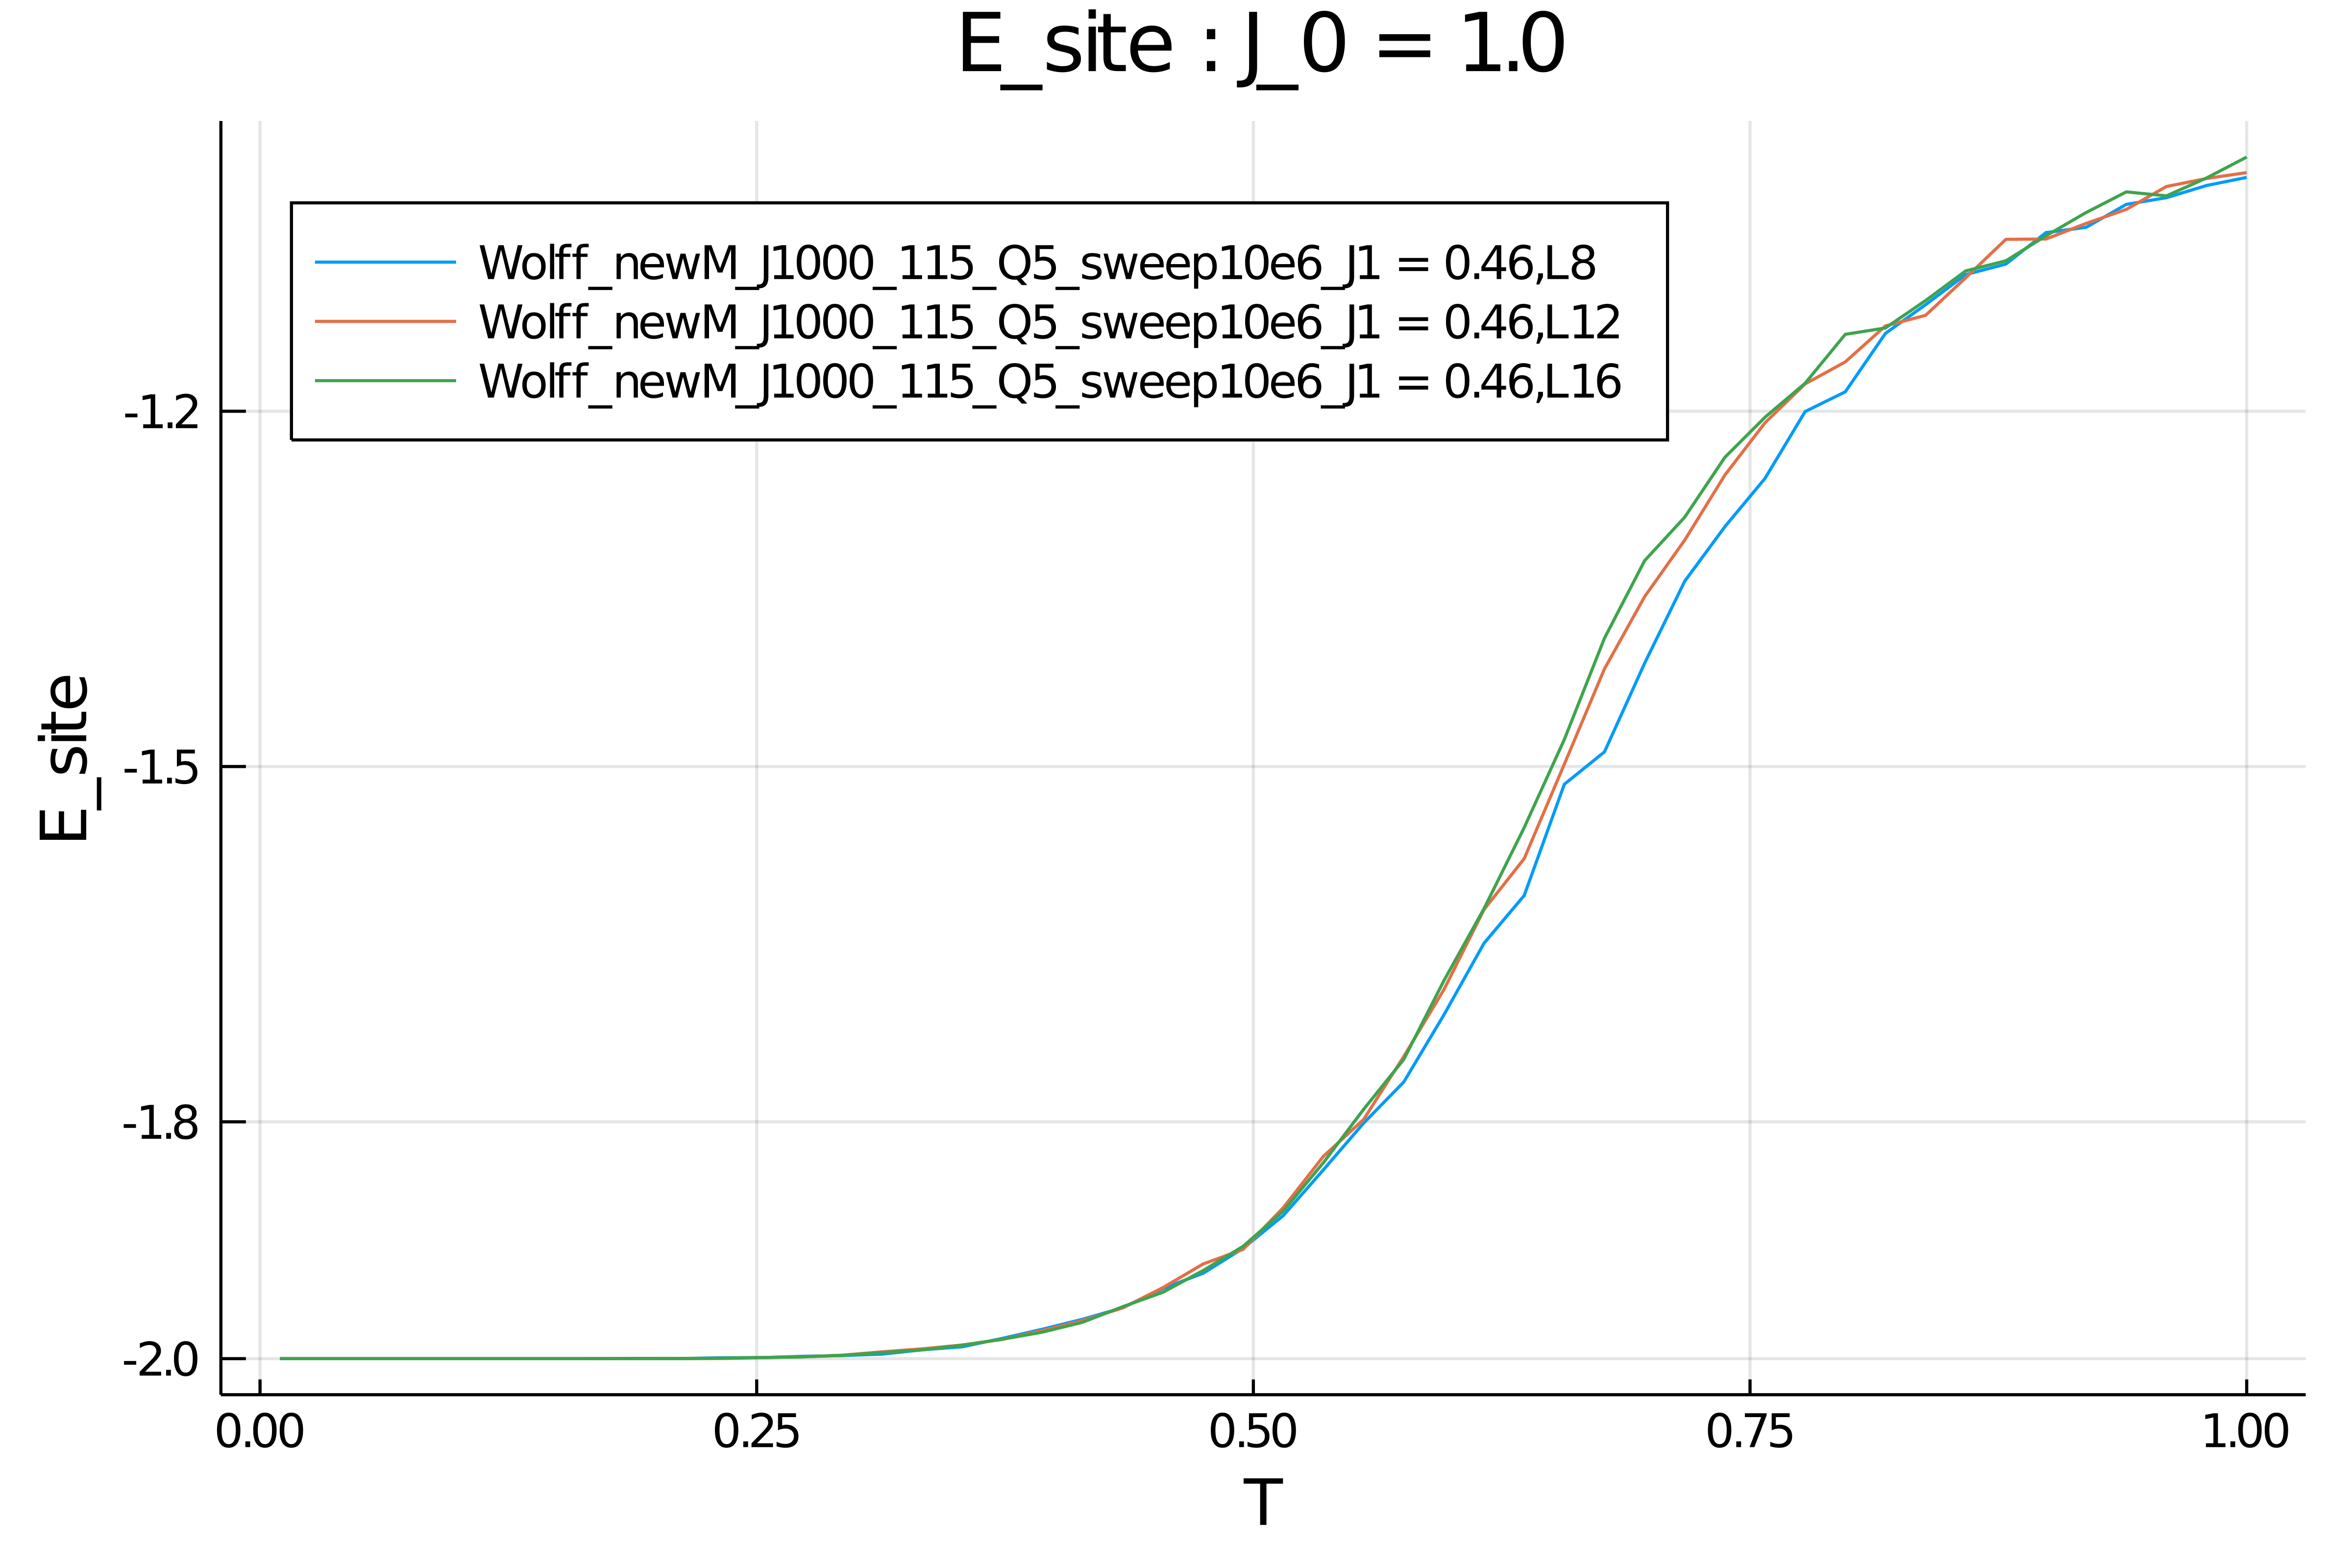 E_site : J_0 = 1.0
Wolff_newM_J1000_115_Q5_sweep10e6_J1 = 0.46,L8
Wolff_newM_J1000_115_Q5_sweep10e6_J1 = 0.46,L12
Wolff_newM_J1000_115_Q5_sweep10e6_J1 = 0.46,L16
E_site
-1.2
-1.5
-1.8
-2.0
0.00 0.25 0.50 0.75 1.00
T